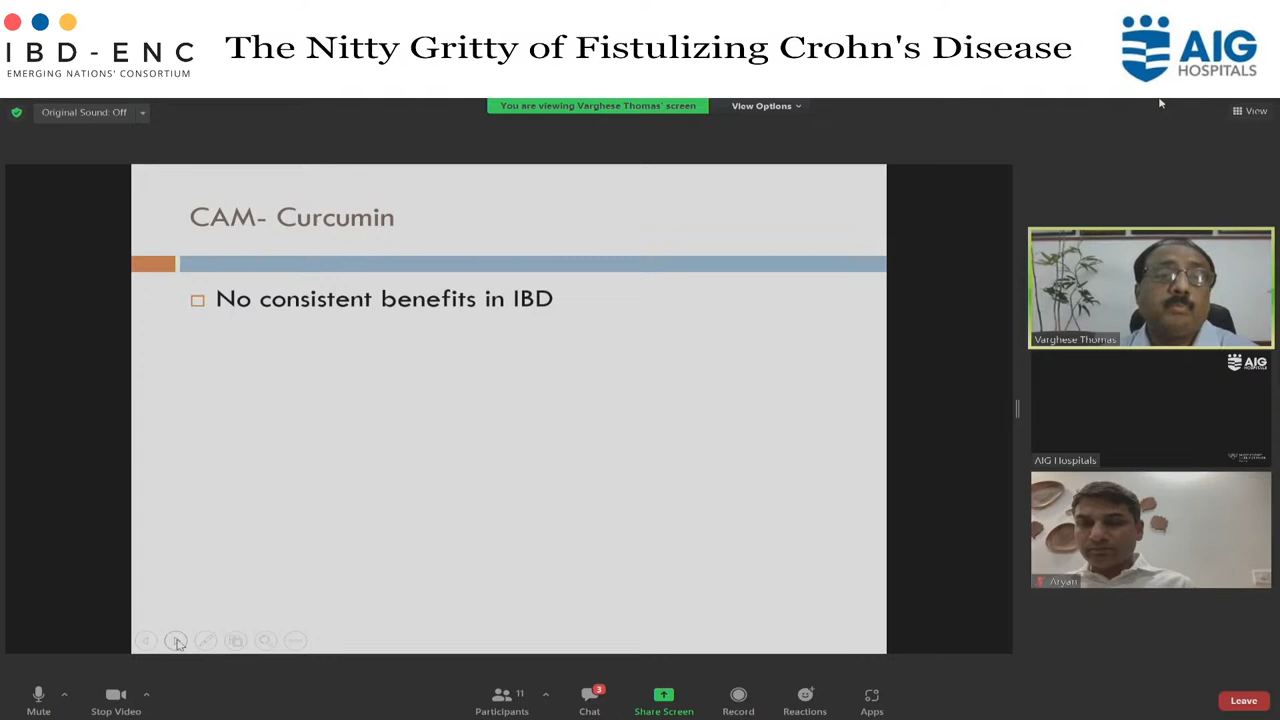 IBD-ENC
EMERGING NATIONS' CONSORTIUM
The Nitty Gritty of Fistulizing Crohn's Disease
AIG
HOSPITALS
Original Sound: Off
You are viewing Varghese Thomas' screen
View Options
View
CAM- Curcumin
No consistent benefits in IBD
Varghese Thomas
AIG
HOSPITALS
AIG Hospitals
Aryan
Mute
Stop Video
Participants
11
Chat
3
Share Screen
Record
Reactions
Apps
Leave